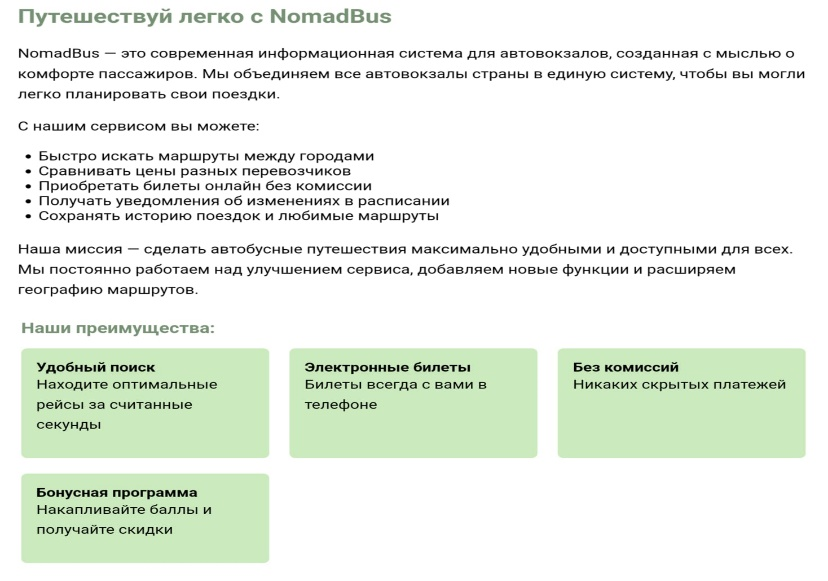 Путешествуй легко с NomadBus
NomadBus — это современная информационная система для автовокзалов, созданная с мыслью о
комфорте пассажиров. Мы объединяем все автовокзалы страны в единую систему, чтобы вы могли
легко планировать свои поездки.
С нашим сервисом вы можете:
• Быстро искать маршруты между городами
• Сравнивать цены разных перевозчиков
• Приобретать билеты онлайн без комиссии
• Получать уведомления об изменениях в расписании
• Сохранять историю поездок и любимые маршруты
Наша миссия — сделать автобусные путешествия максимально удобными и доступными для всех.
Мы постоянно работаем над улучшением сервиса, добавляем новые функции и расширяем
географию маршрутов.
Наши преимущества:
Удобный поиск
Находите оптимальные
рейсы за считанные
секунды
Электронные билеты
Билеты всегда с вами в
телефоне
Без комиссий
Никаких скрытых платежей
Бонусная программа
Накапливайте баллы и
получайте скидки